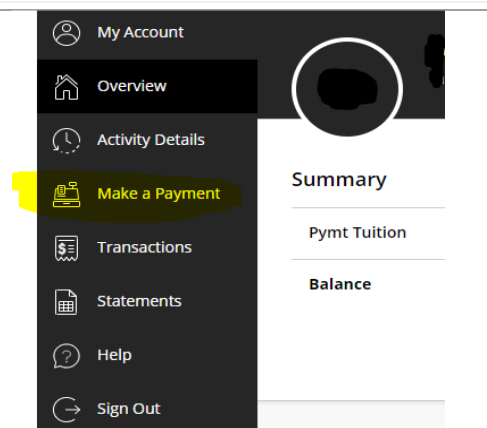 My Account
Overview
Activity Details
Make a Payment
Transactions
Statements
Help
Sign Out
Summary
Pymt Tuition
Balance